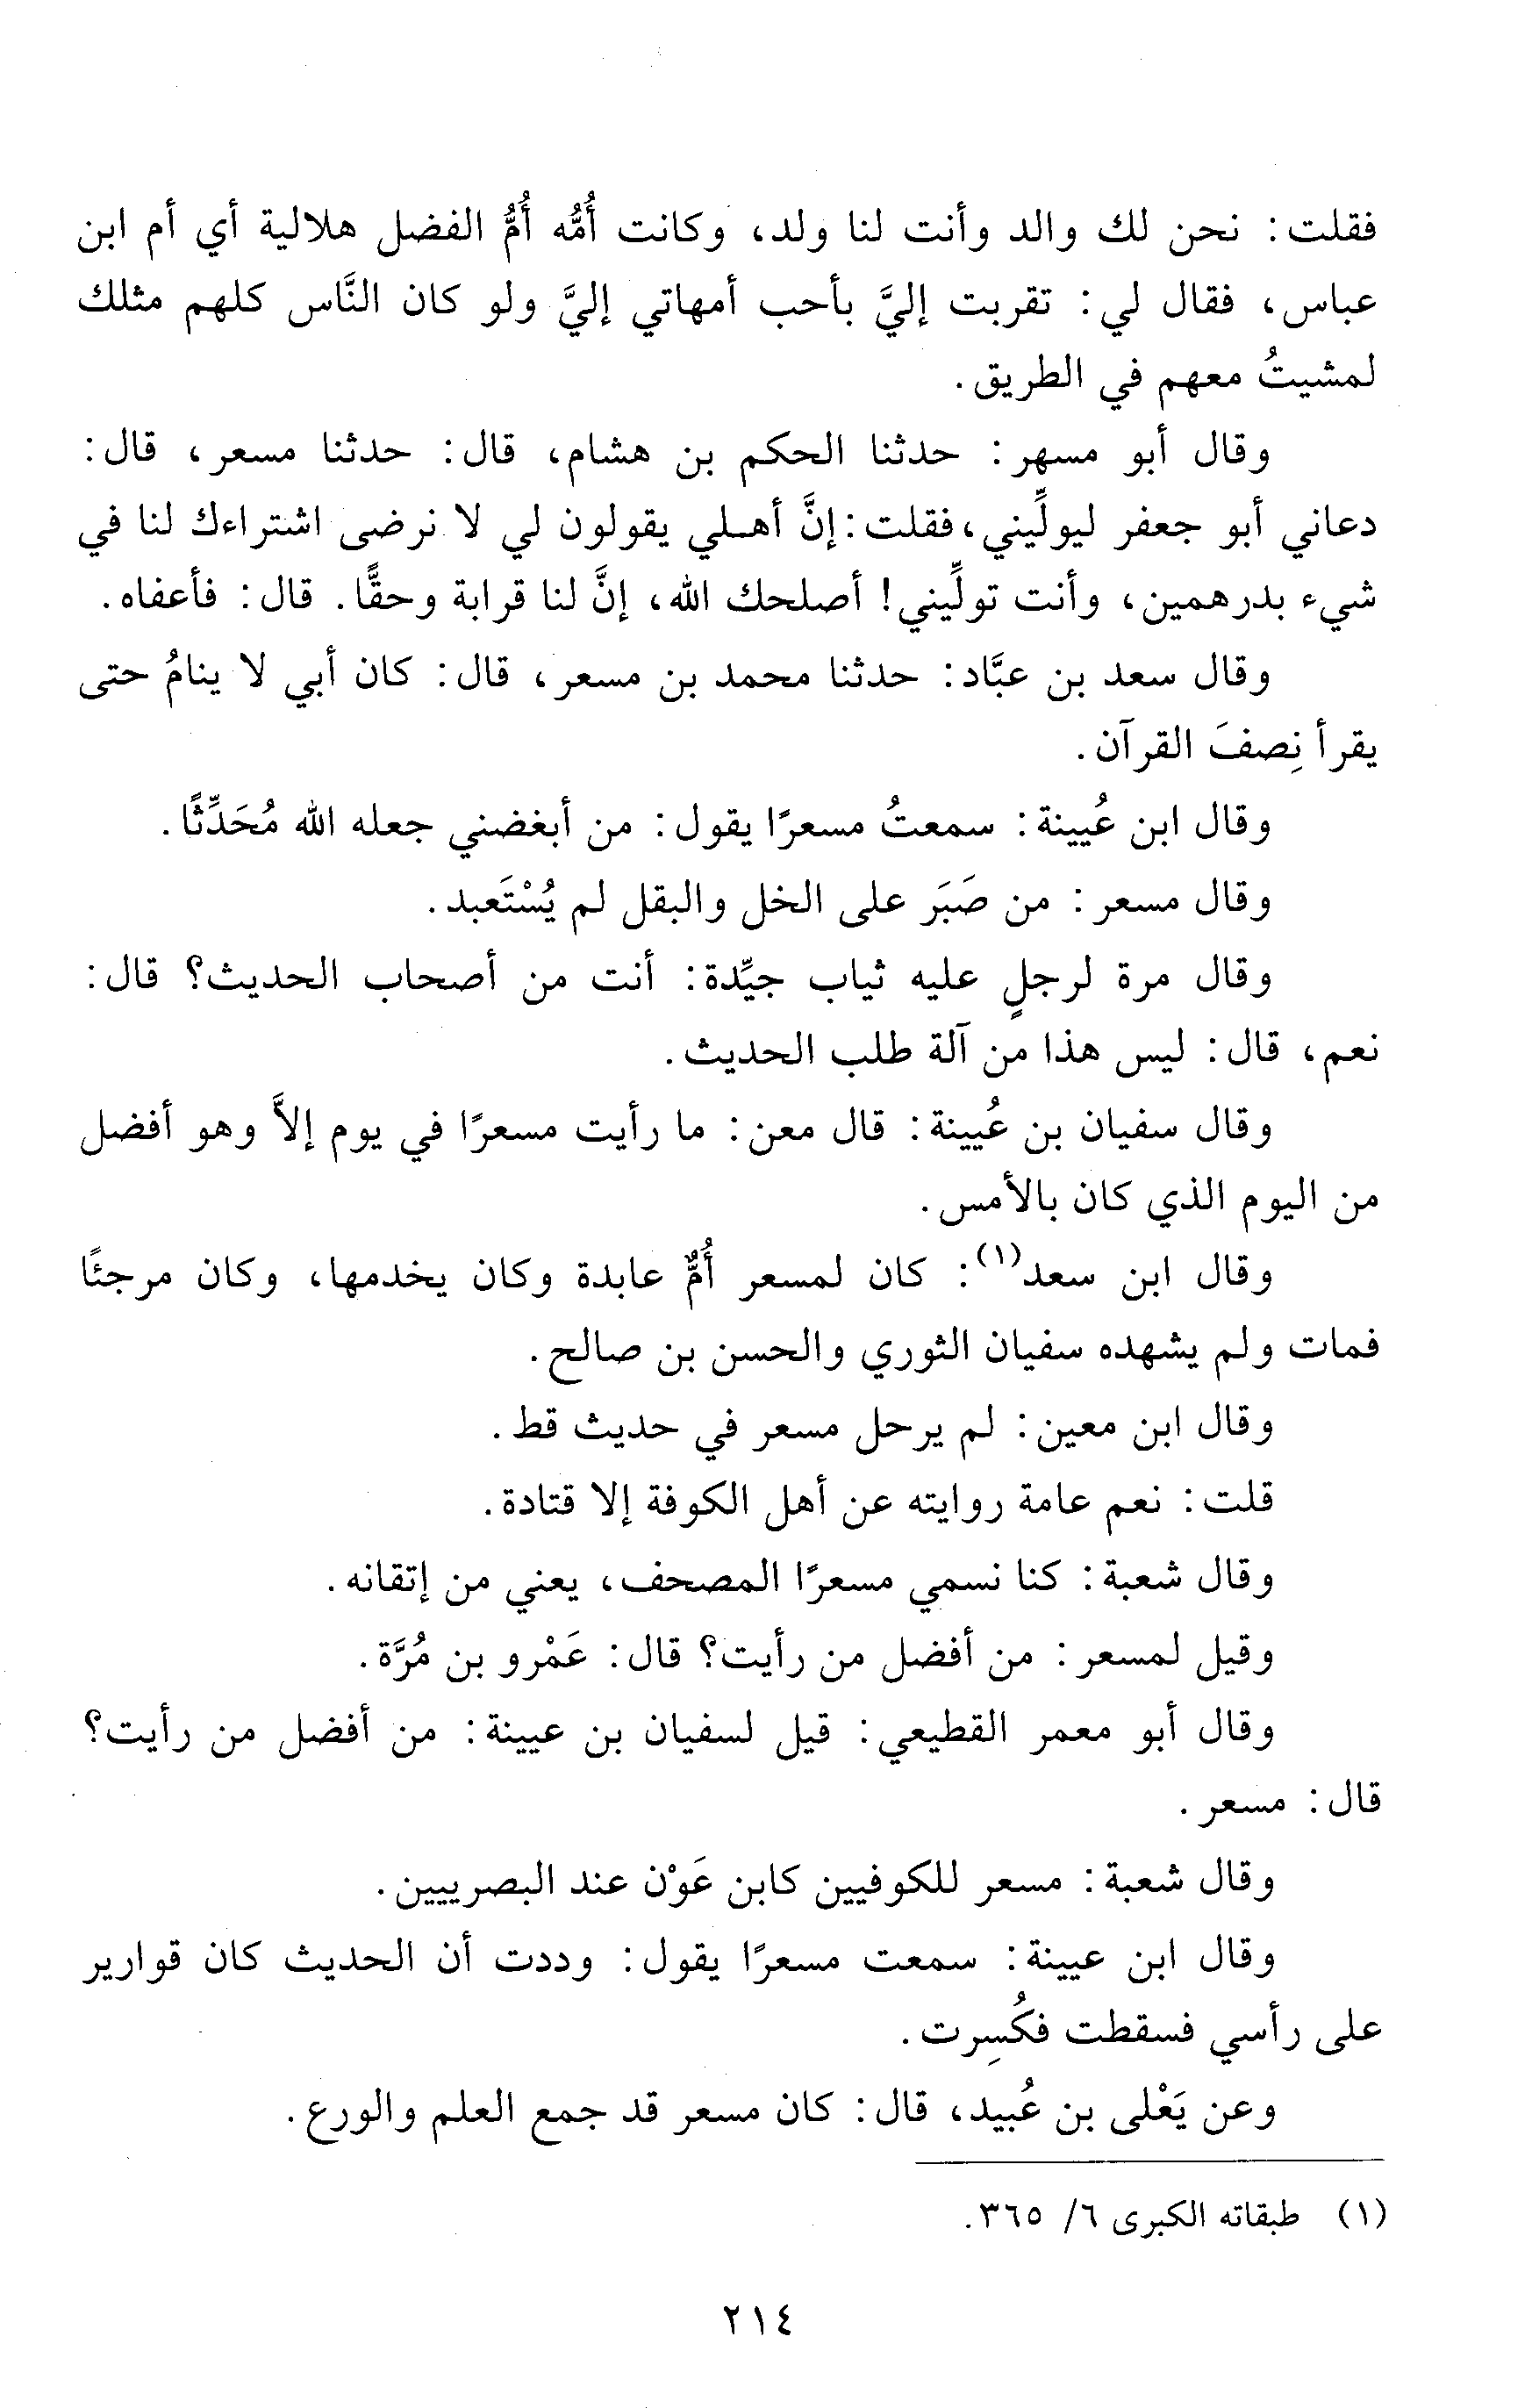 فقلت: نحن لك والد وأنت لنا ولد، وكانت أُمُّه أُمُّ الفضل هلالية أي أم ابن
عباس، فقال لي: تقربت إليَّ بأحب أمهاتي إليَّ ولو كان النَّاس كلهم مثلك
لمشيتُ معهم في الطريق.
وقال أبو مسهر: حدثنا الحكم بن هشام، قال: حدثنا مسعر، قال:
دعاني أبو جعفر ليولِّيني، فقلت: إنَّ أهلي يقولون لي لا نرضى اشتراءك لنا في
شيء بدرهمين، وأنت تولِّيني! أصلحك الله، إنَّ لنا قرابة وحقًّا. قال: فأعفاه.
وقال سعد بن عبَّاد: حدثنا محمد بن مسعر، قال: كان أبي لا ينامُ حتى
يقرأ نِصفَ القرآن.
وقال ابن عُيينة: سمعتُ مسعرًا يقول: من أبغضني جعله الله مُحَدِّثًا.
وقال مسعر: من صَبَر على الخل والبقل لم يُسْتَعبد.
وقال مرة لرجلٍ عليه ثياب جيِّدة: أنت من أصحاب الحديث؟ قال:
نعم، قال: ليس هذا من آلة طلب الحديث.
وقال سفيان بن عُيينة: قال معن: ما رأيت مسعرًا في يوم إلاَّ وهو أفضل
من اليوم الذي كان بالأمس.
وقال ابن سعد(١): كان لمسعر أُمٌّ عابدة وكان يخدمها، وكان مرجئًا
فمات ولم يشهده سفيان الثوري والحسن بن صالح.
وقال ابن معين: لم يرحل مسعر في حديث قط.
قلت: نعم عامة روايته عن أهل الكوفة إلا قتادة.
وقال شعبة: كنا نسمي مسعرًا المصحف، يعني من إتقانه.
وقيل لمسعر: من أفضل من رأيت؟ قال: عَمْرو بن مُرَّة.
وقال أبو معمر القطيعي: قيل لسفيان بن عيينة: من أفضل من رأيت؟
قال: مسعر.
وقال شعبة: مسعر للكوفيين كابن عَوْن عند البصريين.
وقال ابن عيينة: سمعت مسعرًا يقول: وددت أن الحديث كان قوارير
على رأسي فسقطت فكُسِرت.
وعن يَعْلى بن عُبيد، قال: كان مسعر قد جمع العلم والورع.
(١) طبقاته الكبرى ٦/ ٣٦٥.
٢١٤